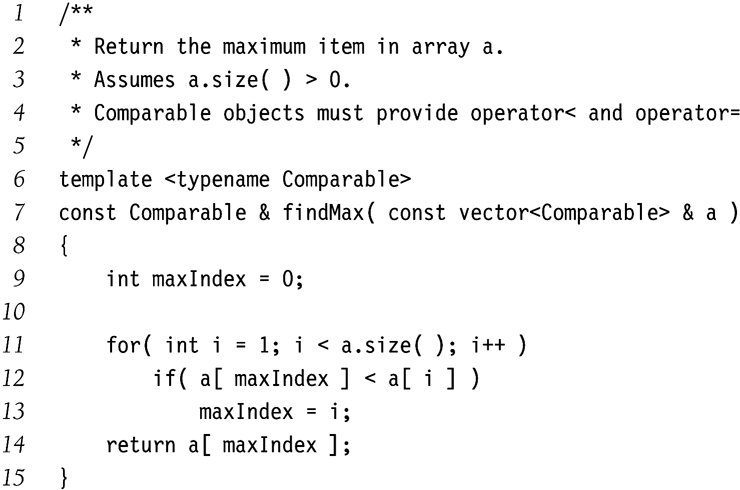 1 /**
2  * Return the maximum item in array a.
3  * Assumes a.size( ) > 0.
4  * Comparable objects must provide operator< and operator=
5  */
6 template <typename Comparable>
7 const Comparable & findMax( const vector<Comparable> & a )
8 {
9     int maxIndex = 0;
10
11     for( int i = 1; i < a.size( ); i++ )
12         if( a[ maxIndex ] < a[ i ] )
13             maxIndex = i;
14     return a[ maxIndex ];
15 }